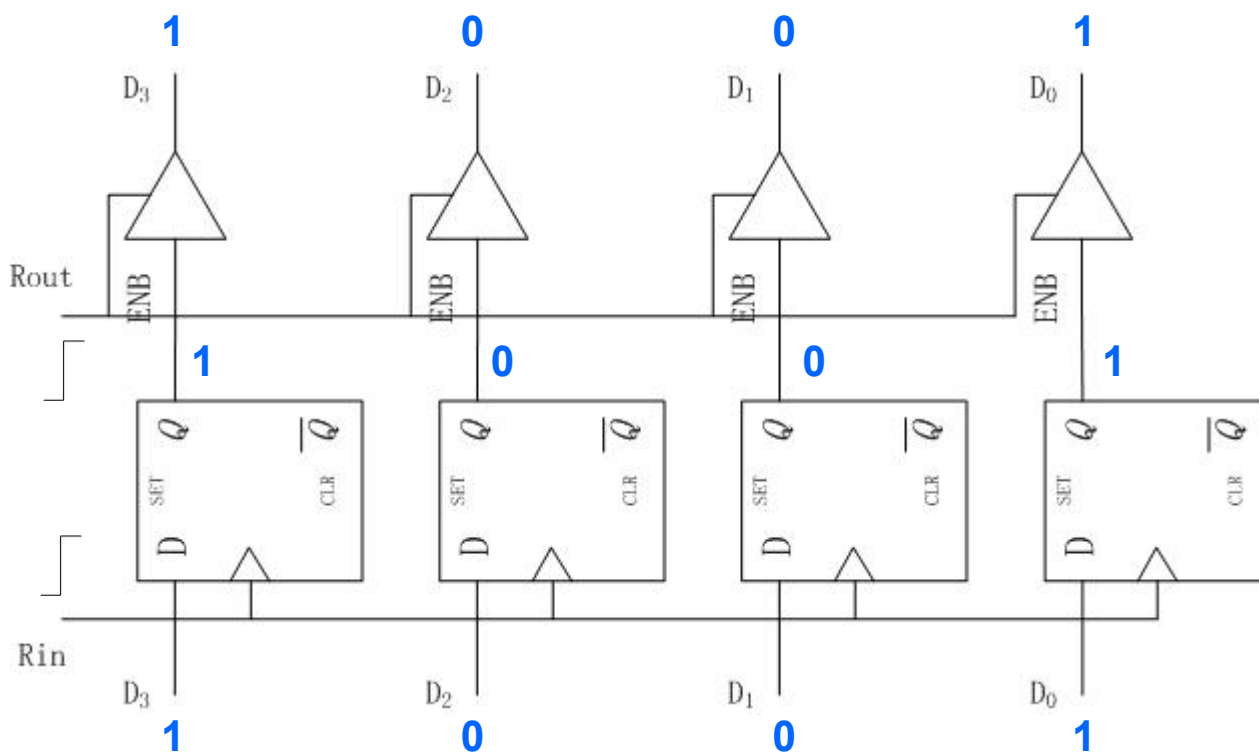 1 0 0 1
D₃ D₂ D₁ D₀
Rout
ENB ENB ENB ENB
1 0 0 1
Q Q̅ Q Q̅ Q Q̅ Q Q̅
SET CLR SET CLR SET CLR SET CLR
D D D D
Rin
D₃ D₂ D₁ D₀
1 0 0 1